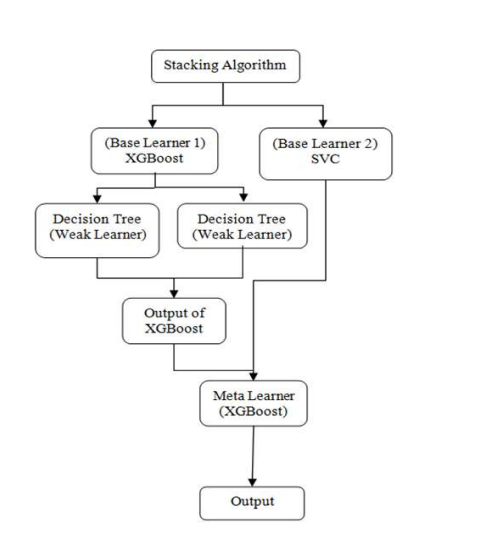 Stacking Algorithm
(Base Learner 1)
XGBoost
(Base Learner 2)
SVC
Decision Tree
(Weak Learner)
Decision Tree
(Weak Learner)
Output of
XGBoost
Meta Learner
(XGBoost)
Output